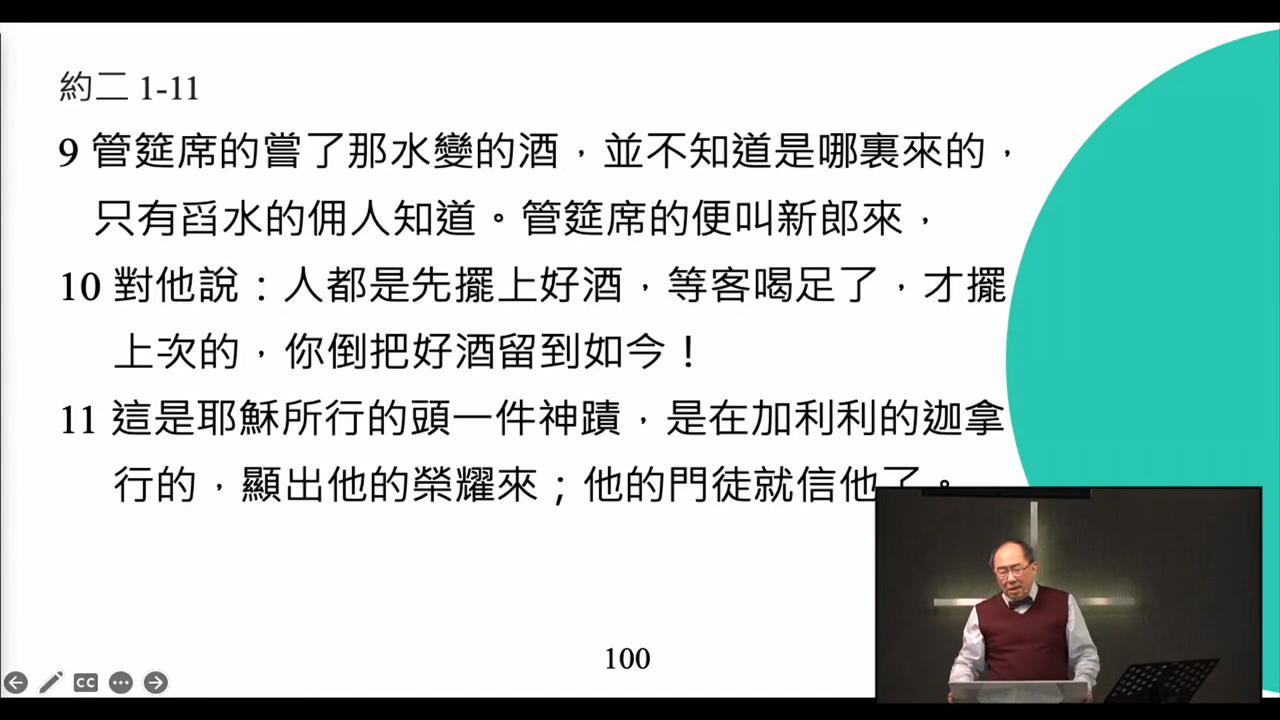 約二 1-11
9 管筵席的嘗了那水變的酒，並不知道是哪裏來的，
只有舀水的佣人知道。管筵席的便叫新郎來，
10 對他說：人都是先擺上好酒，等客喝足了，才擺
上次的，你倒把好酒留到如今！
11 這是耶穌所行的頭一件神蹟，是在加利利的迦拿
行的，顯出他的榮耀來；他的門徒就信他了。
100
CC